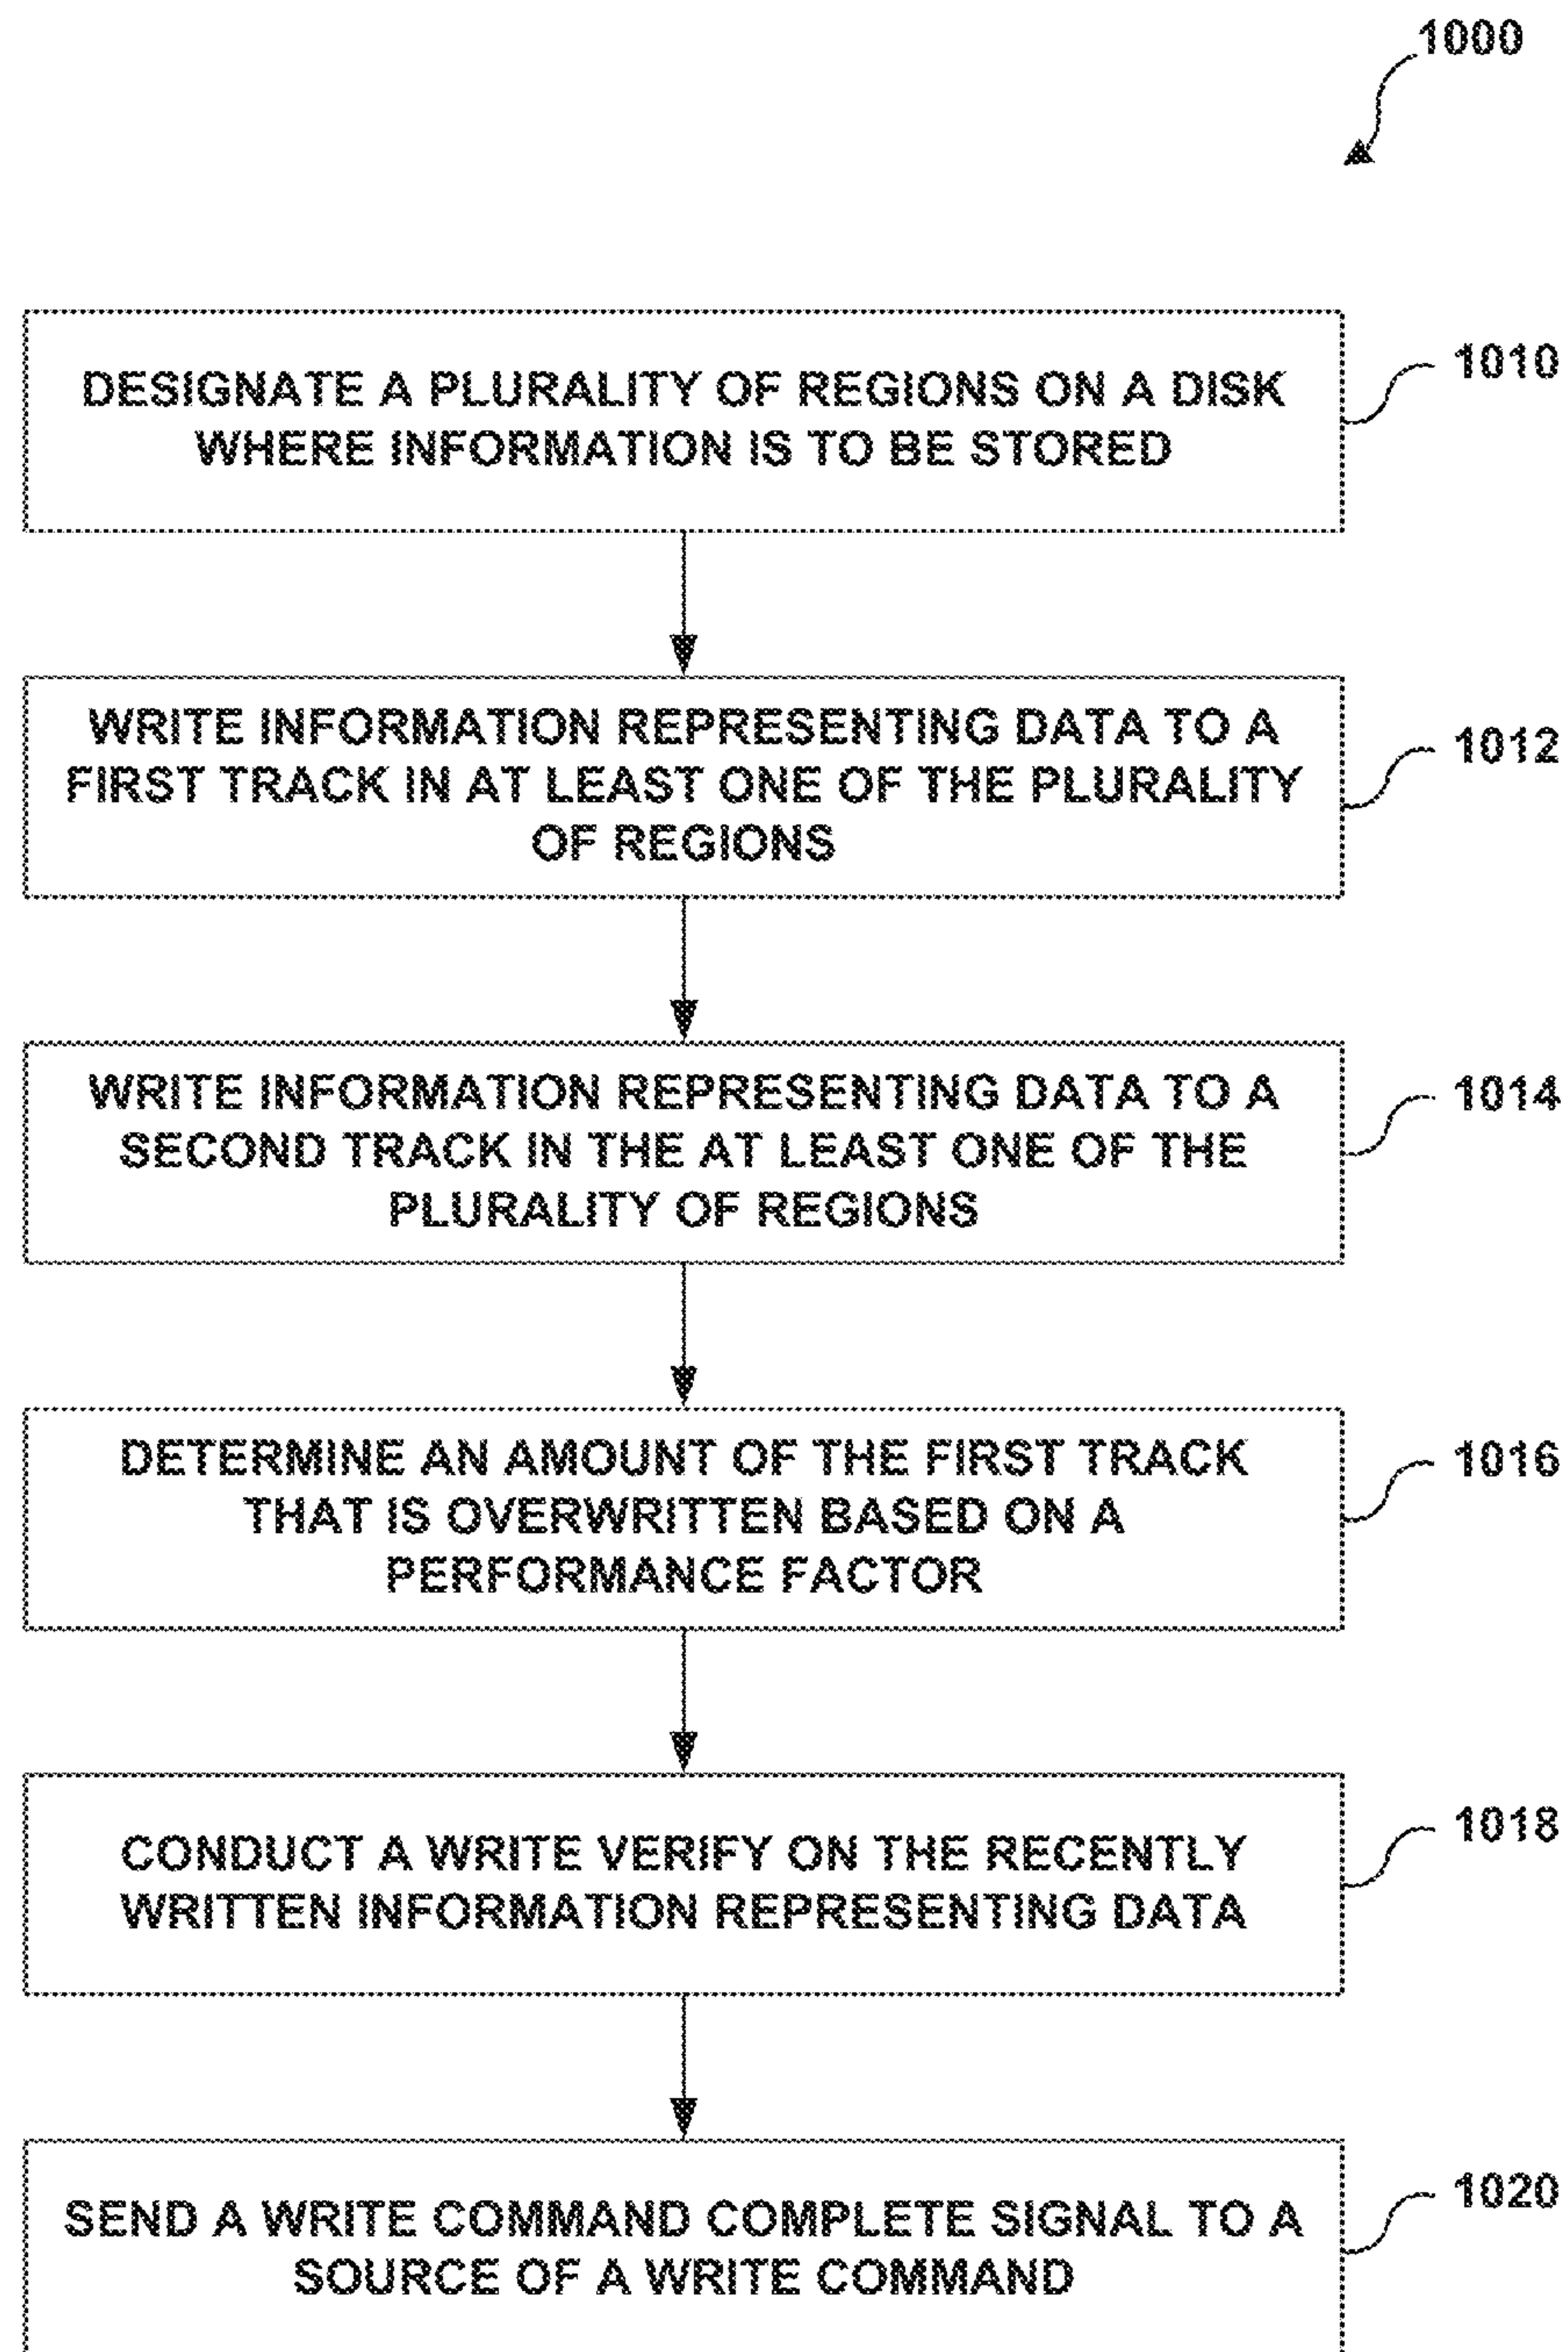 1000
DESIGNATE A PLURALITY OF REGIONS ON A DISK
WHERE INFORMATION IS TO BE STORED
1010
WRITE INFORMATION REPRESENTING DATA TO A
FIRST TRACK IN AT LEAST ONE OF THE PLURALITY
OF REGIONS
1012
WRITE INFORMATION REPRESENTING DATA TO A
SECOND TRACK IN THE AT LEAST ONE OF THE
PLURALITY OF REGIONS
1014
DETERMINE AN AMOUNT OF THE FIRST TRACK
THAT IS OVERWRITTEN BASED ON A
PERFORMANCE FACTOR
1016
CONDUCT A WRITE VERIFY ON THE RECENTLY
WRITTEN INFORMATION REPRESENTING DATA
1018
SEND A WRITE COMMAND COMPLETE SIGNAL TO A
SOURCE OF A WRITE COMMAND
1020